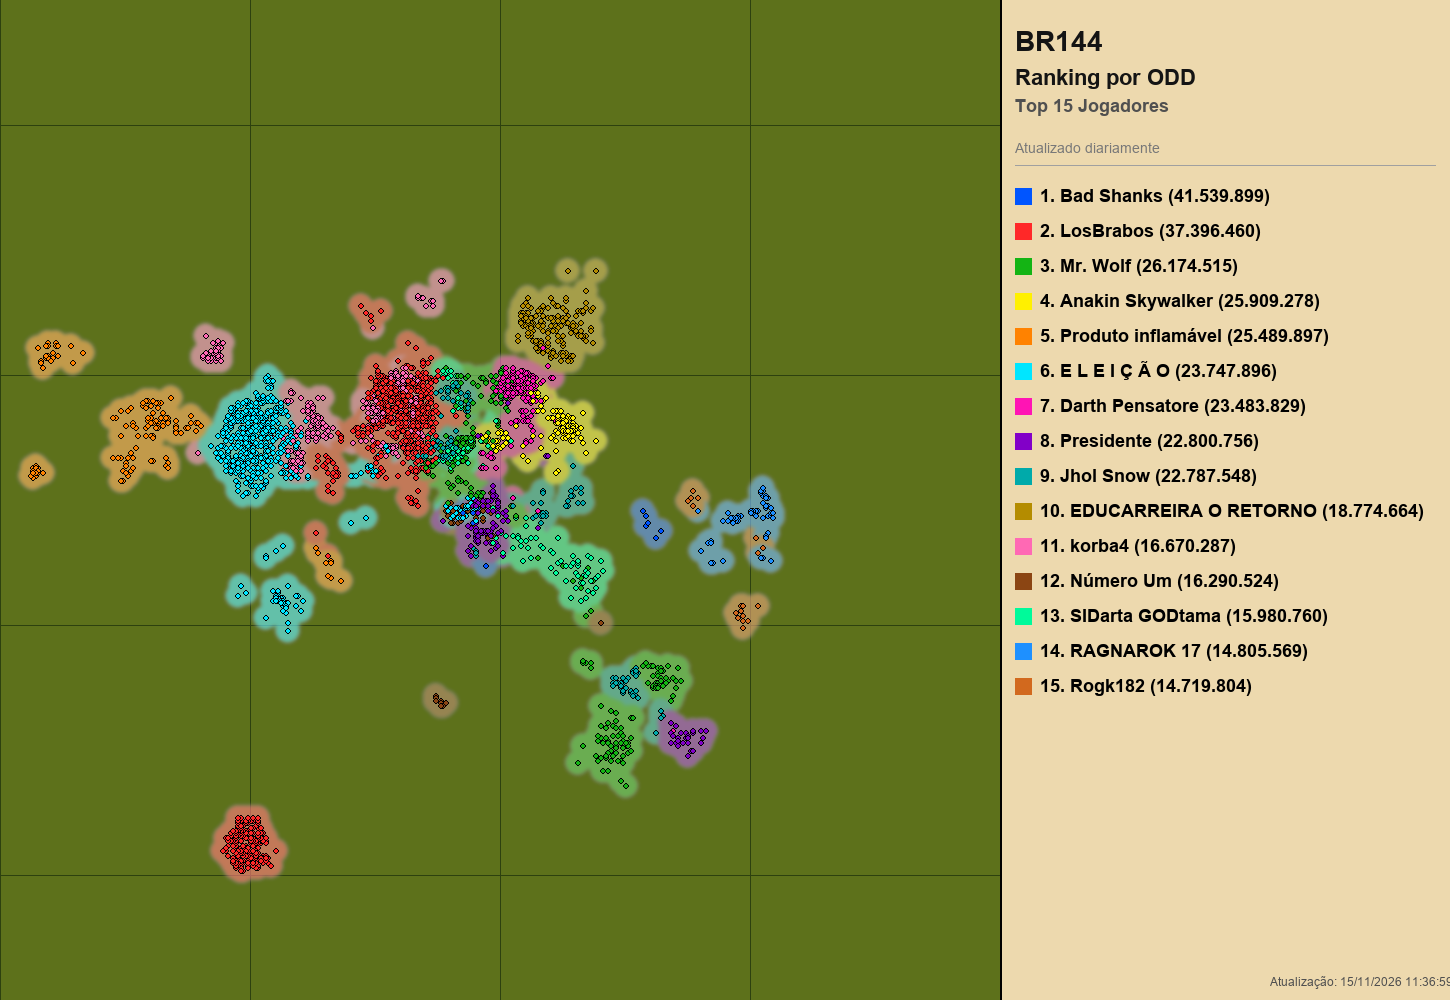 BR144
Ranking por ODD
Top 15 Jogadores
Atualizado diariamente
1. Bad Shanks (41.539.899)
2. LosBrabos (37.396.460)
3. Mr. Wolf (26.174.515)
4. Anakin Skywalker (25.909.278)
5. Produto inflamável (25.489.897)
6. E L E I Ç Ã O (23.747.896)
7. Darth Pensatore (23.483.829)
8. Presidente (22.800.756)
9. Jhol Snow (22.787.548)
10. EDUCARREIRA O RETORNO (18.774.664)
11. korba4 (16.670.287)
12. Número Um (16.290.524)
13. SIDarta GODtama (15.980.760)
14. RAGNAROK 17 (14.805.569)
15. Rogk182 (14.719.804)
Atualização: 15/11/2026 11:36:59